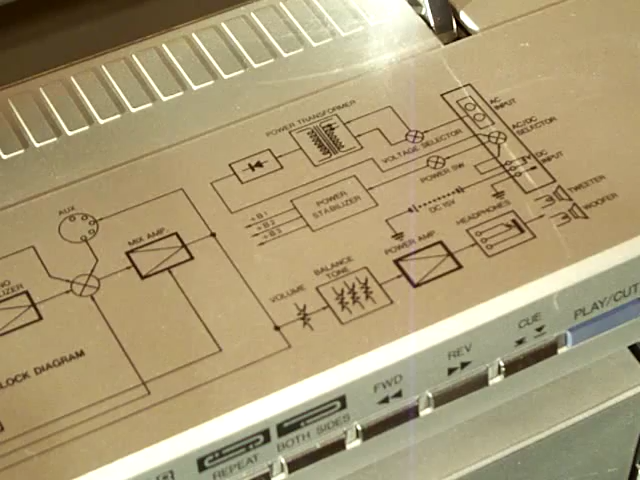 POWER TRANSFORMER
AC
INPUT
AC/DC
SELECTOR
VOLTAGE SELECTOR
DC
INPUT
POWER SW.
POWER
STABILIZER
+B1
+B2
+B3
DC 15V
TWEETER
WOOFER
HEADPHONES
AUX
MIX AMP.
POWER AMP
BALANCE
TONE
VOLUME
LOCK DIAGRAM
PLAY/CUT
CUE
REV
FWD
BOTH SIDES
REPEAT